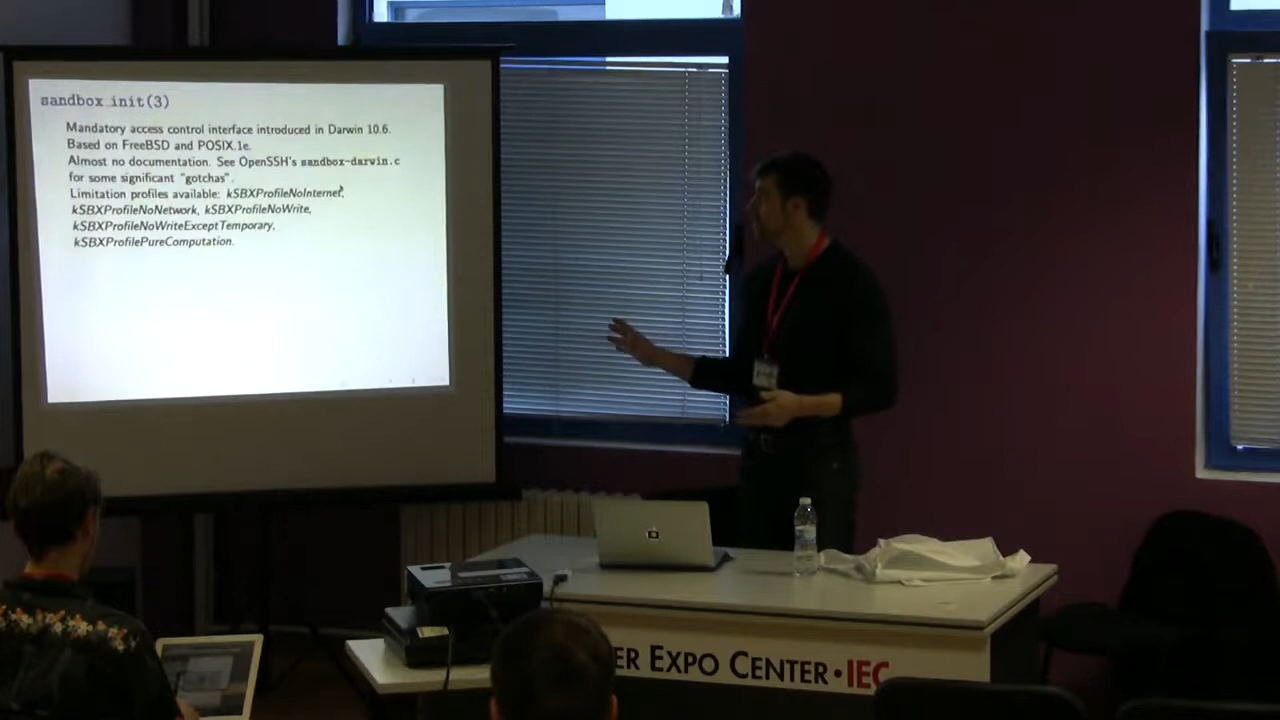 sandbox_init(3)
Mandatory access control interface introduced in Darwin 10.6.
Based on FreeBSD and POSIX.1e.
Almost no documentation. See OpenSSH's sandbox-darwin.c
for some significant "gotchas".
Limitation profiles available: kSBXProfileNoInternet,
kSBXProfileNoNetwork, kSBXProfileNoWrite,
kSBXProfileNoWriteExceptTemporary,
kSBXProfilePureComputation.
ER EXPO CENTER • IEC